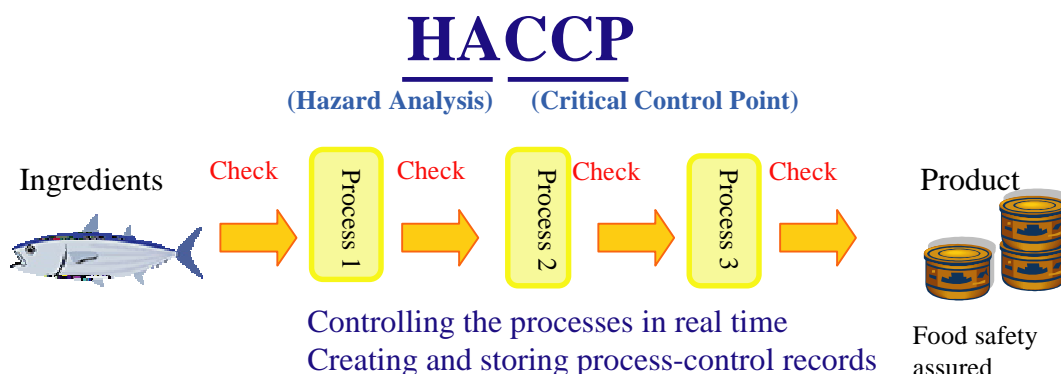 HACCP
(Hazard Analysis) (Critical Control Point)
Ingredients
Check
Process 1
Check
Process 2
Check
Process 3
Check
Product
Controlling the processes in real time
Creating and storing process-control records
Food safety
assured